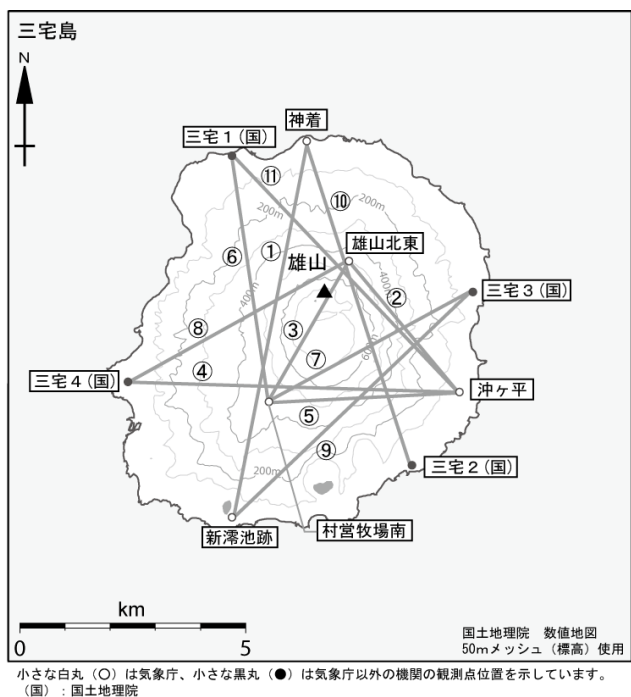 三宅島
N
神着
三宅1(国)
⑪
⑩
200m
200m
雄山北東
⑥
①
雄山
400m
②
400m
三宅3(国)
⑧
③
⑦
600m
三宅4(国)
④
沖ヶ平
⑤
⑨
200m
三宅2(国)
新澪池跡
村営牧場南
km
0 5
国土地理院 数値地図
50mメッシュ(標高)使用
小さな白丸(○)は気象庁、小さな黒丸(●)は気象庁以外の機関の観測点位置を示しています。
(国):国土地理院